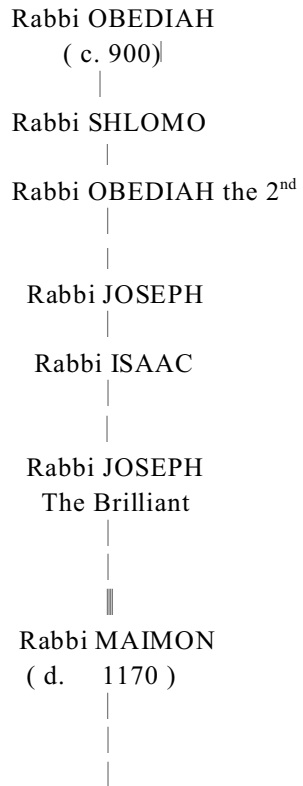 Rabbi OBEDIAH
( c. 900)
Rabbi SHLOMO
Rabbi OBEDIAH the 2nd
Rabbi JOSEPH
Rabbi ISAAC
Rabbi JOSEPH
The Brilliant
Rabbi MAIMON
( d. 1170 )